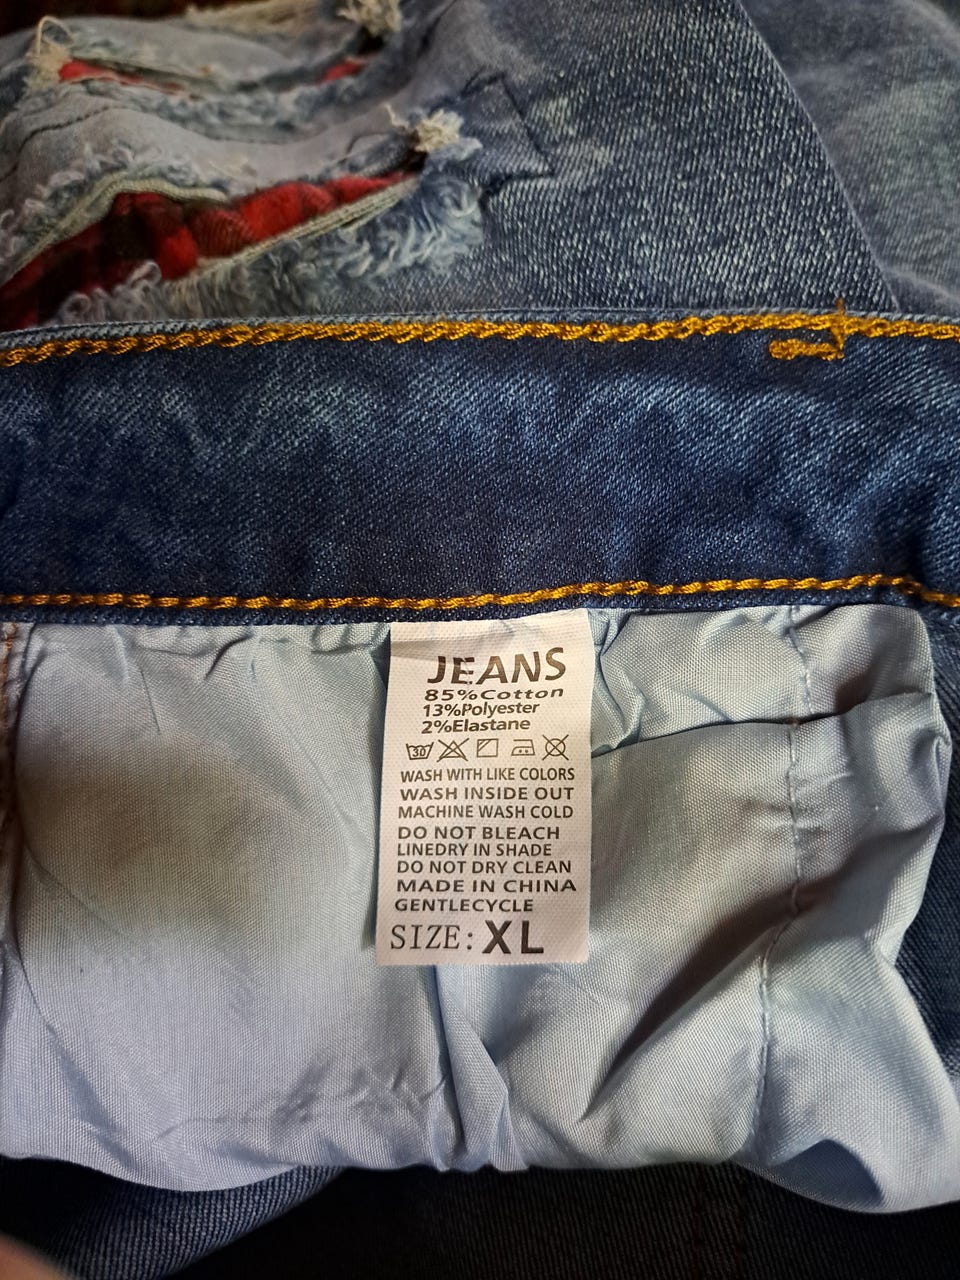 JEANS
85%Cotton
13%Polyester
2%Elastane
30
WASH WITH LIKE COLORS
WASH INSIDE OUT
MACHINE WASH COLD
DO NOT BLEACH
LINEDRY IN SHADE
DO NOT DRY CLEAN
MADE IN CHINA
GENTLECYCLE
SIZE: XL